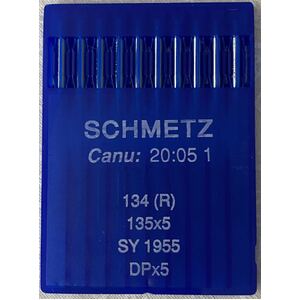 SCHMETZ
Canu: 20:05 1
134 (R)
135x5
SY 1955
DPx5